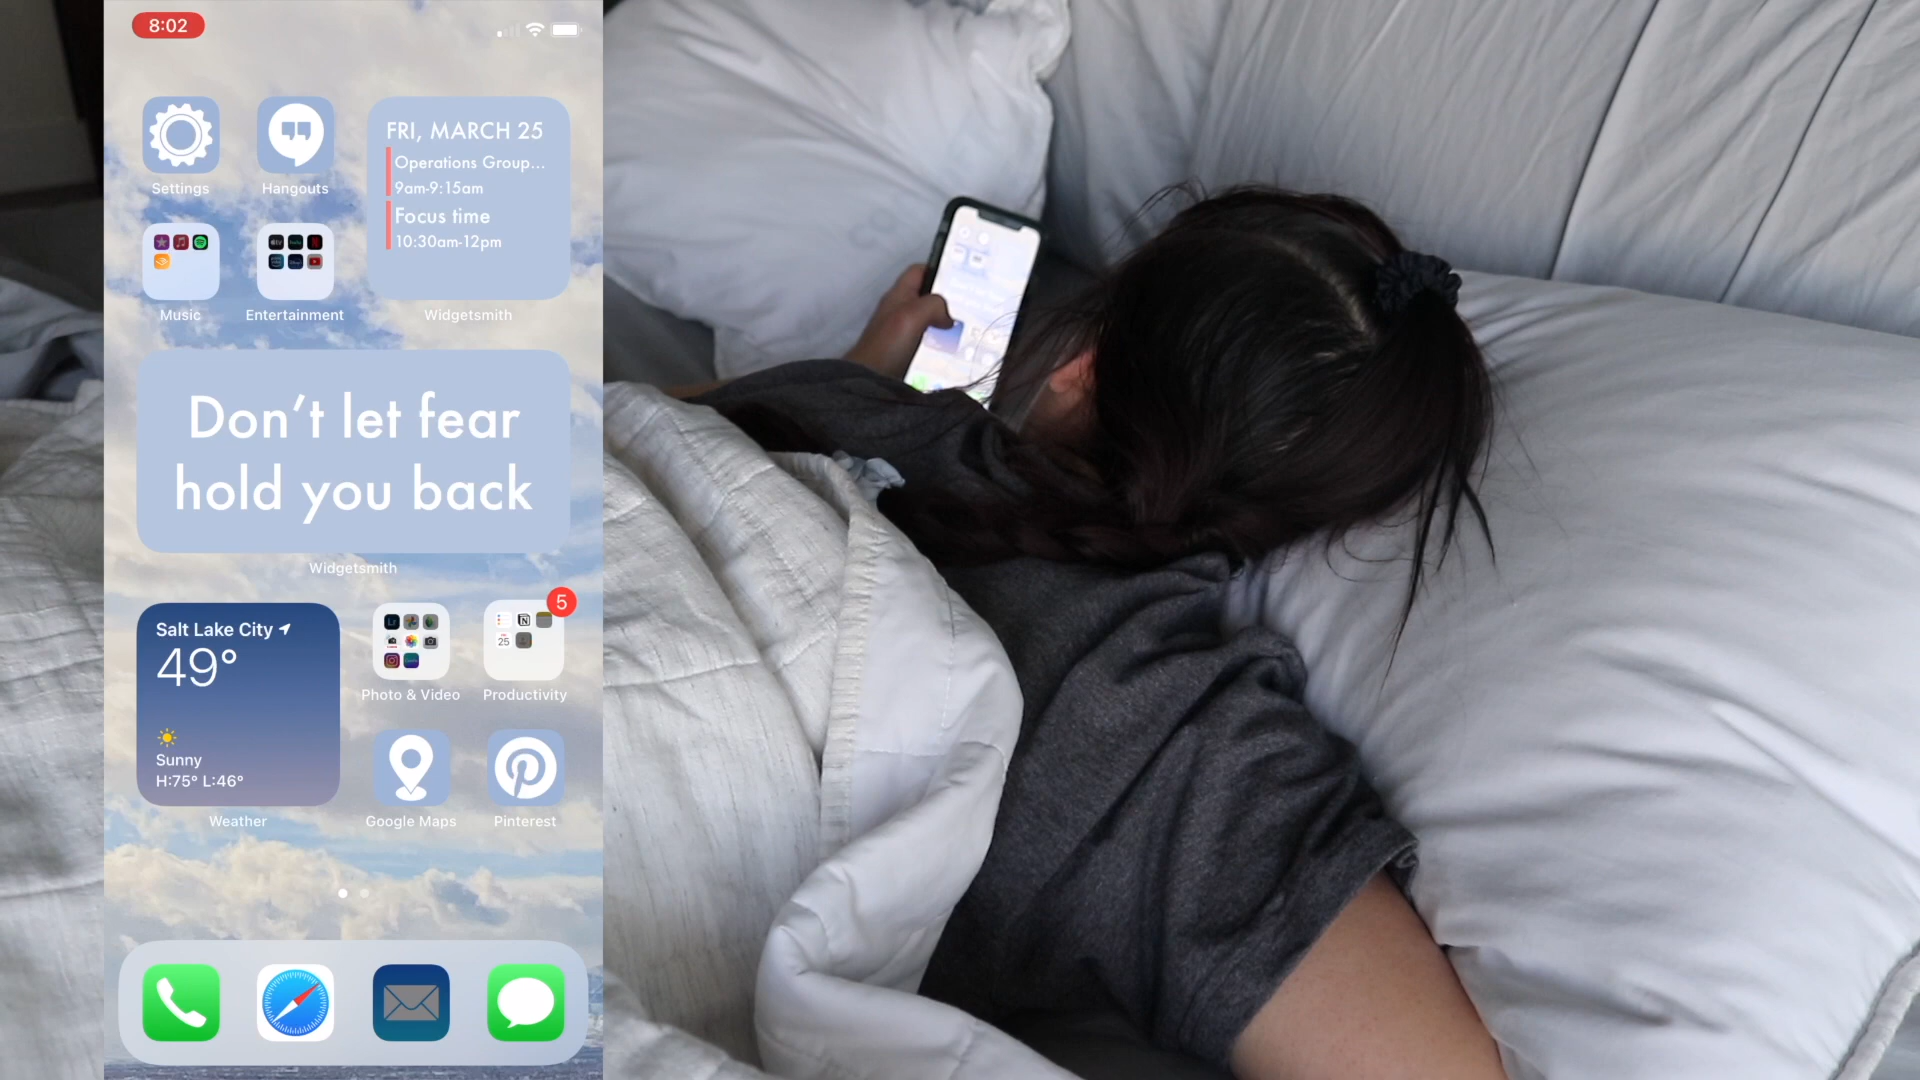 8:02
Settings
Hangouts
FRI, MARCH 25
Operations Group...
9am-9:15am
Focus time
10:30am-12pm
Music
Entertainment
Widgetsmith
Don't let fear
hold you back
Widgetsmith
Salt Lake City
49°
Sunny
H:75° L:46°
Weather
5
25
Photo & Video
Productivity
Google Maps
Pinterest